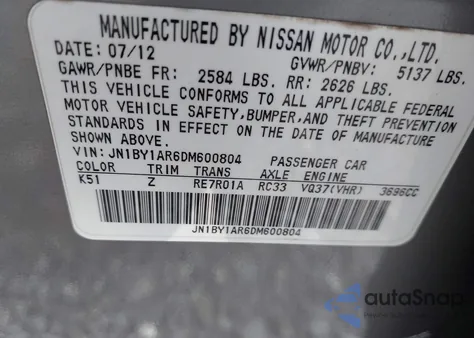 MANUFACTURED BY NISSAN MOTOR CO.,LTD.
DATE: 07/12 GVWR/PNBV: 5137 LBS.
GAWR/PNBE FR: 2584 LBS. RR: 2626 LBS.
THIS VEHICLE CONFORMS TO ALL APPLICABLE FEDERAL
MOTOR VEHICLE SAFETY, BUMPER, AND THEFT PREVENTION
STANDARDS IN EFFECT ON THE DATE OF MANUFACTURE
SHOWN ABOVE.
VIN: JN1BY1AR6DM600804 PASSENGER CAR
COLOR TRIM TRANS AXLE ENGINE
K51 Z RE7R01A RC33 VQ37(VHR) 3696CC
JN1BY1AR6DM600804
autoSnap